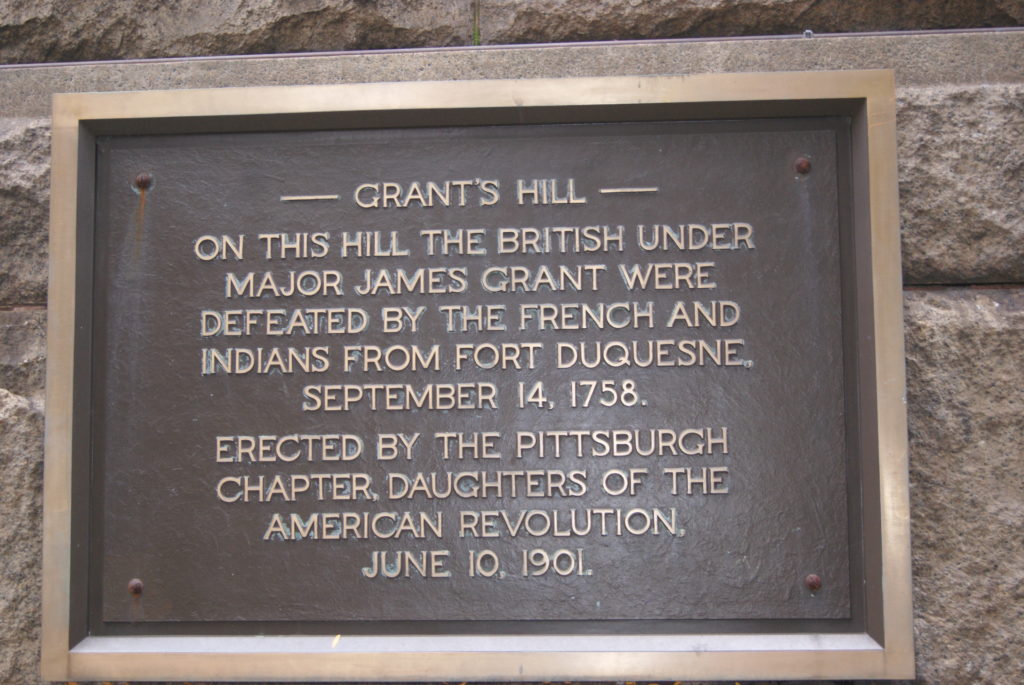 — GRANT'S HILL —
ON THIS HILL THE BRITISH UNDER
MAJOR JAMES GRANT WERE
DEFEATED BY THE FRENCH AND
INDIANS FROM FORT DUQUESNE,
SEPTEMBER 14, 1758.
ERECTED BY THE PITTSBURGH
CHAPTER, DAUGHTERS OF THE
AMERICAN REVOLUTION,
JUNE 10, 1901.